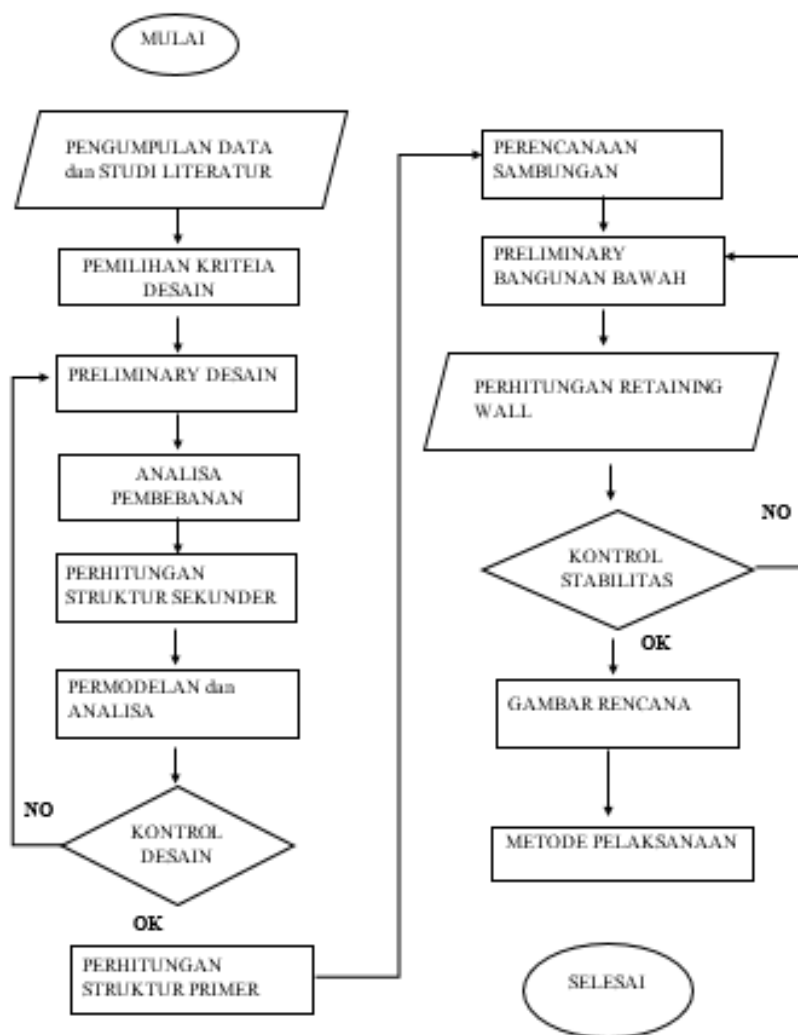 MULAI
PENGUMPULAN DATA
dan STUDI LITERATUR
PEMILIHAN KRITEIA
DESAIN
PRELIMINARY DESAIN
ANALISA
PEMBEBANAN
PERHITUNGAN
STRUKTUR SEKUNDER
PERMODELAN dan
ANALISA
NO
KONTROL
DESAIN
OK
PERHITUNGAN
STRUKTUR PRIMER
PERENCANAAN
SAMBUNGAN
PRELIMINARY
BANGUNAN BAWAH
PERHITUNGAN RETAINING
WALL
NO
KONTROL
STABILITAS
OK
GAMBAR RENCANA
METODE PELAKSANAAN
SELESAI